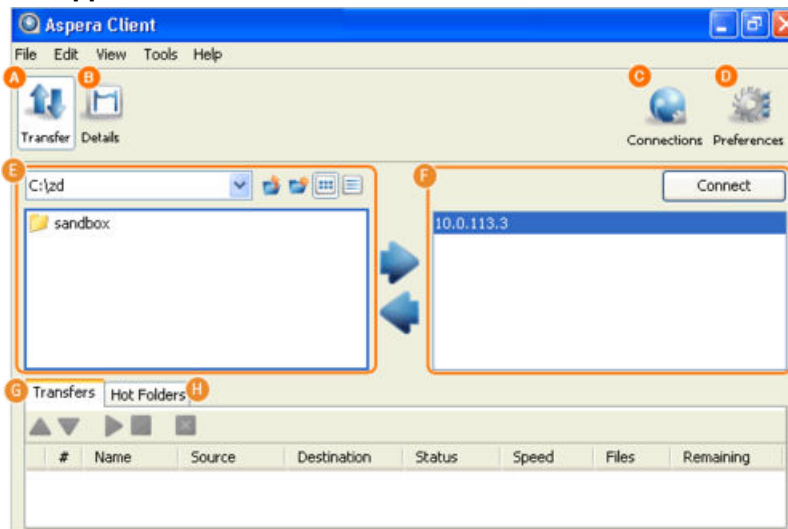 Aspera Client
File Edit View Tools Help
A B C D
Transfer Details Connections Preferences
E F
C:\zd Connect
sandbox 10.0.113.3
G Transfers Hot Folders H
# Name Source Destination Status Speed Files Remaining